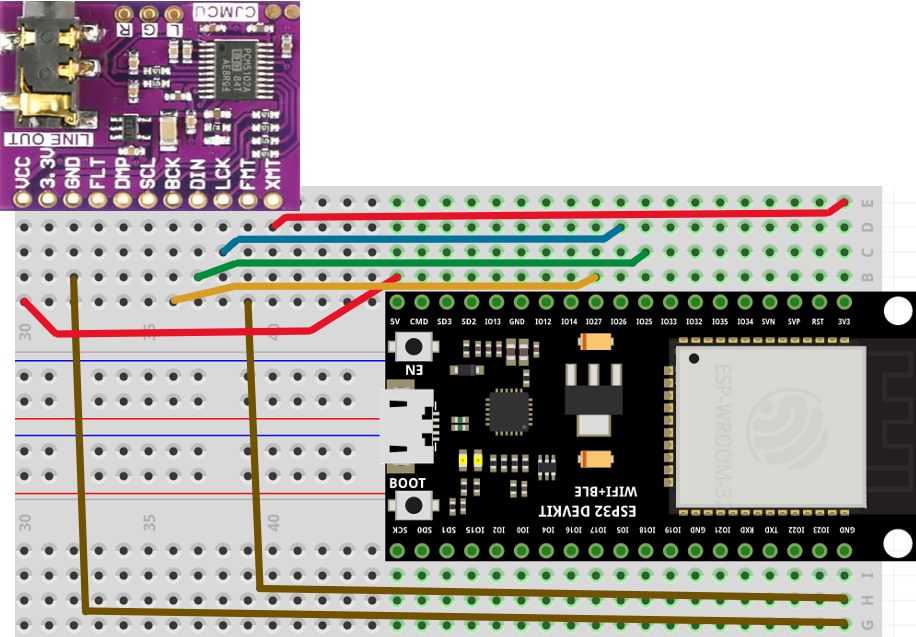 CJMCU
R
G
L
PCM5102A
84T
AE8RG4
LINE OUT
VCC
3.3V
GND
FLT
DMP
SCL
BCK
DIN
LCK
FMT
XMT
E
D
C
B
30
35
40
5V CMD SD3 SD2 IO13 GND IO12 IO14 IO27 IO26 IO25 IO33 IO32 IO35 IO34 SVN SVP RST 3V3
EN
ESP-WROOM-32
BOOT
WIFI+BLE
ESP32 DEVKIT
SCK SD0 SD1 IO15 IO2 IO0 IO4 IO16 IO17 IO5 IO18 IO19 GND IO21 RXD TXD IO22 IO23 GND
30
35
40
I
H
G